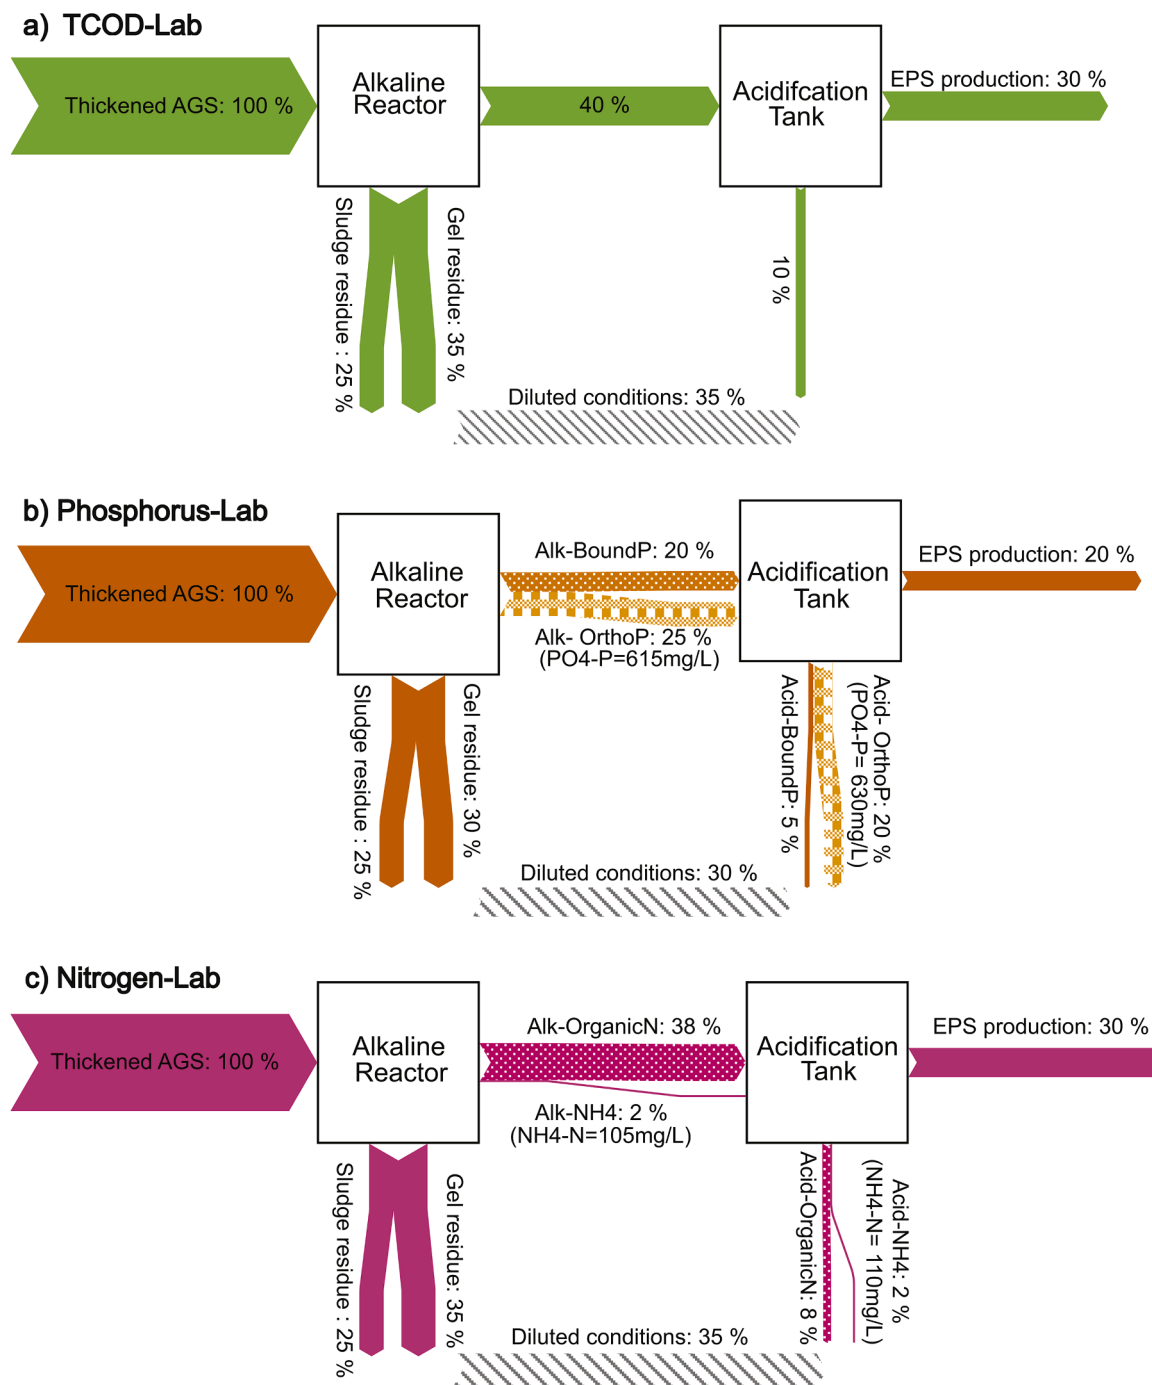 a) TCOD-Lab
Thickened AGS: 100 %
Alkaline
Reactor
40 %
Acidifcation
Tank
EPS production: 30 %
Sludge residue : 25 %
Gel residue: 35 %
10 %
Diluted conditions: 35 %
b) Phosphorus-Lab
Thickened AGS: 100 %
Alkaline
Reactor
Alk-BoundP: 20 %
Alk- OrthoP: 25 %
(PO4-P=615mg/L)
Acidification
Tank
EPS production: 20 %
Sludge residue : 25 %
Gel residue: 30 %
Acid-BoundP: 5 %
Acid- OrthoP: 20 %
(PO4-P= 630mg/L)
Diluted conditions: 30 %
c) Nitrogen-Lab
Thickened AGS: 100 %
Alkaline
Reactor
Alk-OrganicN: 38 %
Alk-NH4: 2 %
(NH4-N=105mg/L)
Acidification
Tank
EPS production: 30 %
Sludge residue : 25 %
Gel residue: 35 %
Acid-OrganicN: 8 %
Acid-NH4: 2 %
(NH4-N= 110mg/L)
Diluted conditions: 35 %